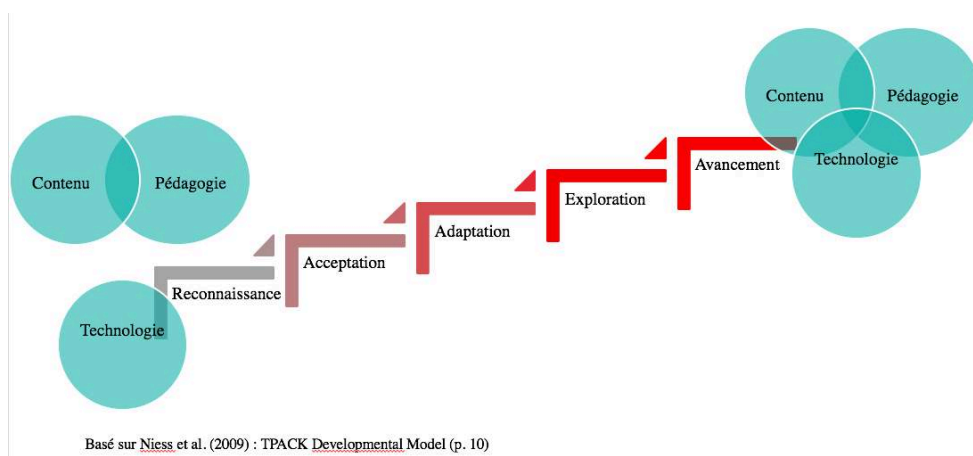 Contenu
Pédagogie
Technologie
Reconnaissance
Acceptation
Adaptation
Exploration
Avancement
Contenu
Pédagogie
Technologie
Basé sur Niess et al. (2009) : TPACK Developmental Model (p. 10)